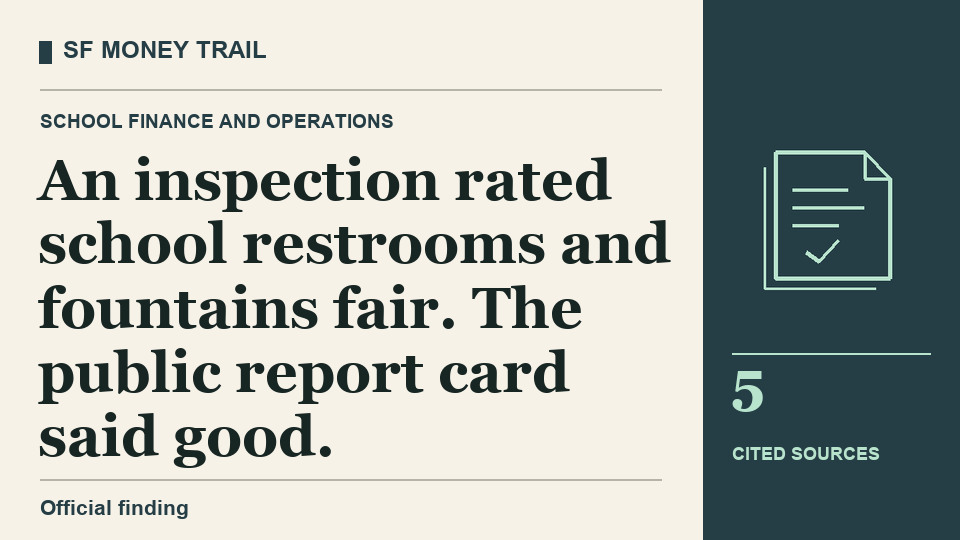 SF MONEY TRAIL
SCHOOL FINANCE AND OPERATIONS
An inspection rated
school restrooms and
fountains fair. The
public report card
said good.
Official finding
5
CITED SOURCES